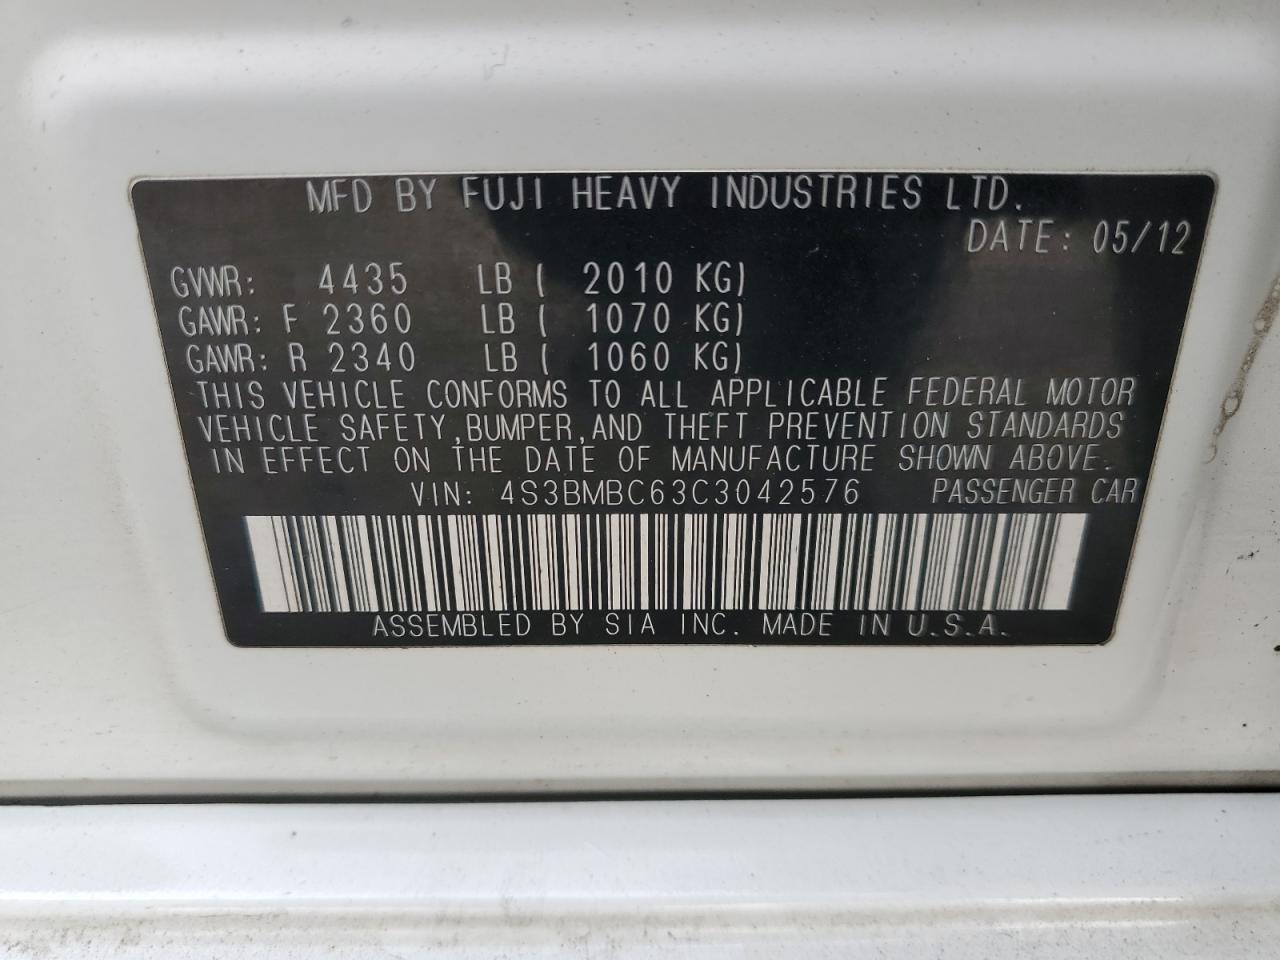 MFD BY FUJI HEAVY INDUSTRIES LTD.
DATE: 05/12
GVWR: 4435 LB ( 2010 KG)
GAWR: F 2360 LB ( 1070 KG)
GAWR: R 2340 LB ( 1060 KG)
THIS VEHICLE CONFORMS TO ALL APPLICABLE FEDERAL MOTOR
VEHICLE SAFETY,BUMPER,AND THEFT PREVENTION STANDARDS
IN EFFECT ON THE DATE OF MANUFACTURE SHOWN ABOVE.
VIN: 4S3BMBC63C3042576 PASSENGER CAR
ASSEMBLED BY SIA INC. MADE IN U.S.A.